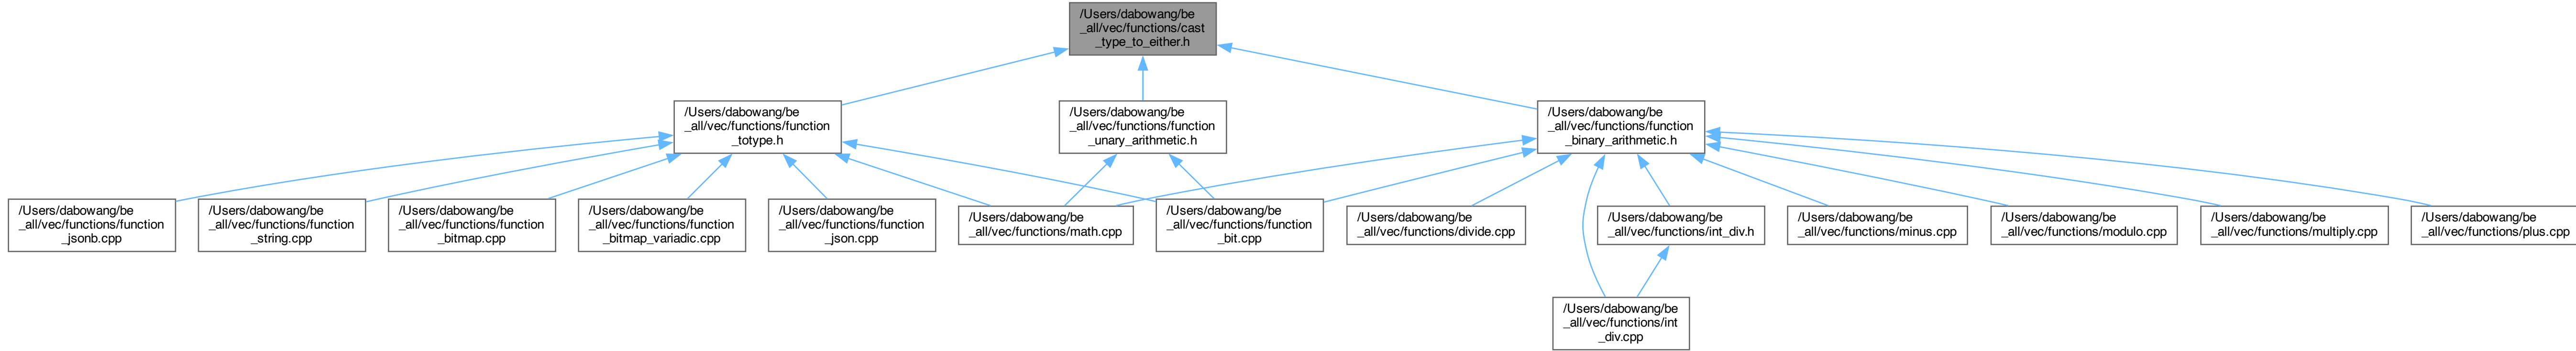 /Users/dabowang/be
_all/vec/functions/cast
_type_to_either.h
/Users/dabowang/be
_all/vec/functions/function
_totype.h
/Users/dabowang/be
_all/vec/functions/function
_unary_arithmetic.h
/Users/dabowang/be
_all/vec/functions/function
_binary_arithmetic.h
/Users/dabowang/be
_all/vec/functions/function
_jsonb.cpp
/Users/dabowang/be
_all/vec/functions/function
_string.cpp
/Users/dabowang/be
_all/vec/functions/function
_bitmap.cpp
/Users/dabowang/be
_all/vec/functions/function
_bitmap_variadic.cpp
/Users/dabowang/be
_all/vec/functions/function
_json.cpp
/Users/dabowang/be
_all/vec/functions/math.cpp
/Users/dabowang/be
_all/vec/functions/function
_bit.cpp
/Users/dabowang/be
_all/vec/functions/divide.cpp
/Users/dabowang/be
_all/vec/functions/int_div.h
/Users/dabowang/be
_all/vec/functions/minus.cpp
/Users/dabowang/be
_all/vec/functions/modulo.cpp
/Users/dabowang/be
_all/vec/functions/multiply.cpp
/Users/dabowang/be
_all/vec/functions/plus.cpp
/Users/dabowang/be
_all/vec/functions/int
_div.cpp